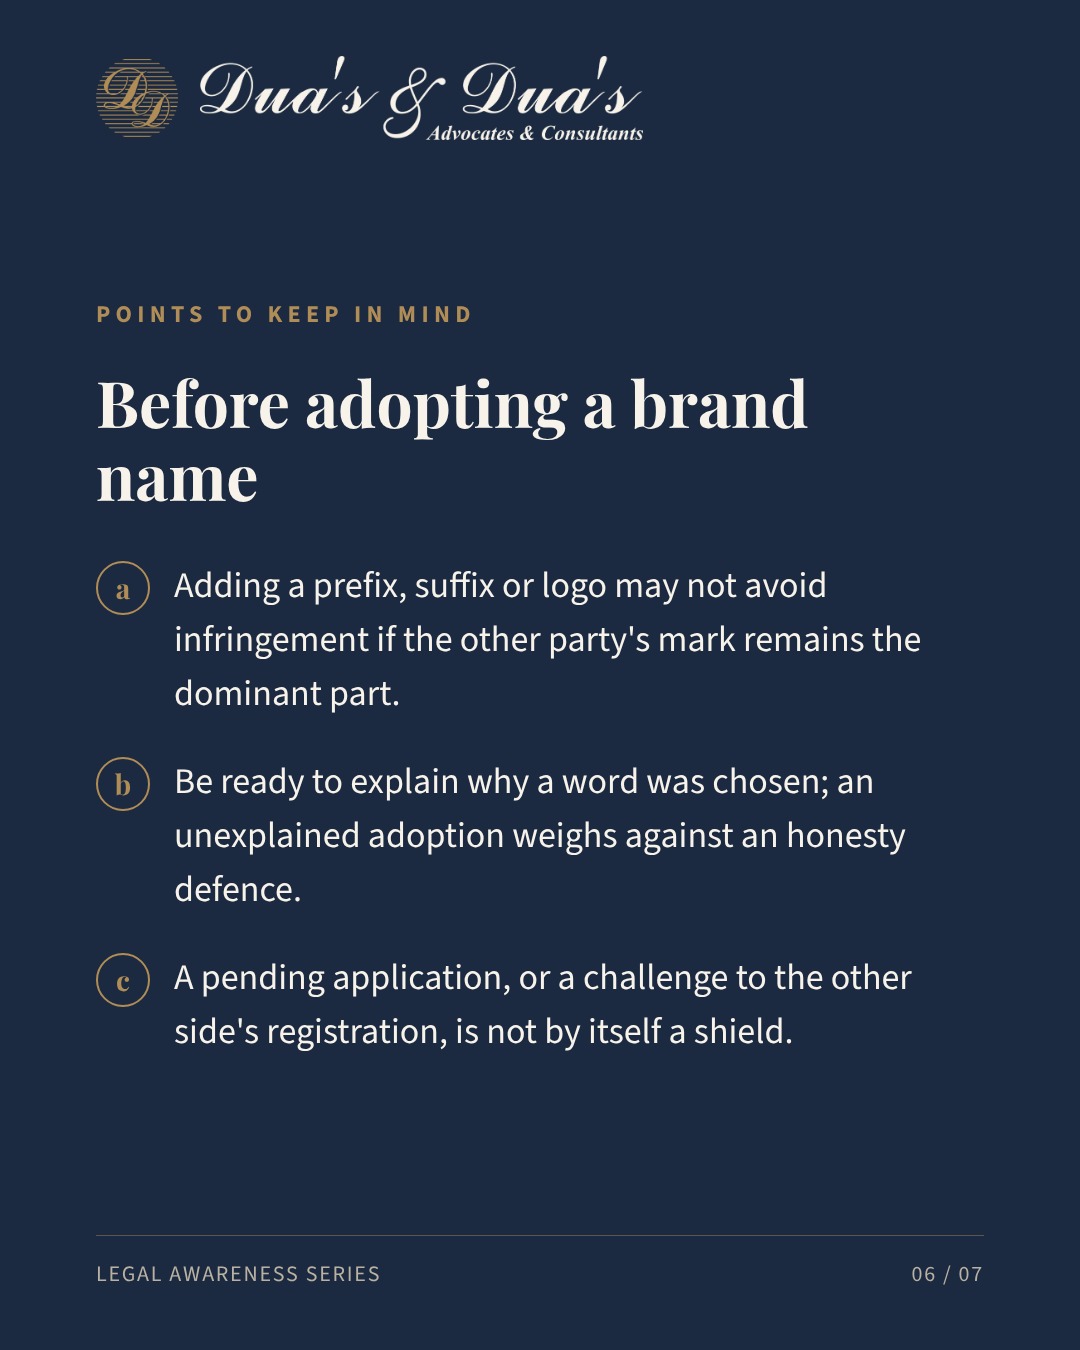 DD
Dua's & Dua's
Advocates & Consultants
POINTS TO KEEP IN MIND
Before adopting a brand
name
a
Adding a prefix, suffix or logo may not avoid
infringement if the other party's mark remains the
dominant part.
b
Be ready to explain why a word was chosen; an
unexplained adoption weighs against an honesty
defence.
c
A pending application, or a challenge to the other
side's registration, is not by itself a shield.
LEGAL AWARENESS SERIES
06 / 07